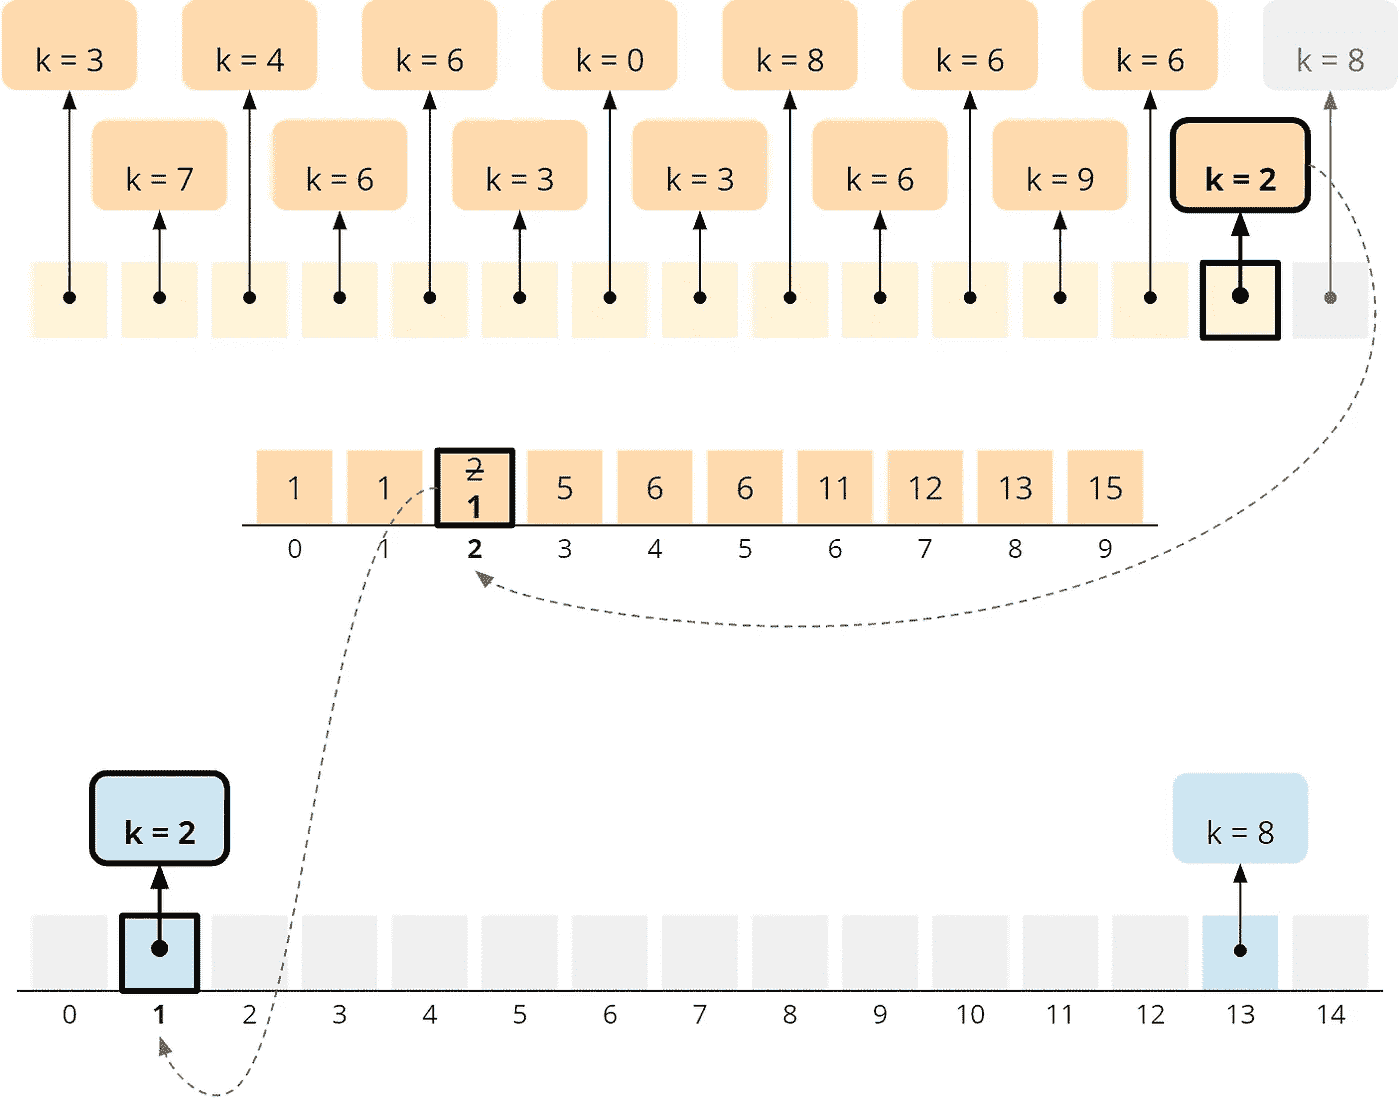 k = 3 k = 4 k = 6 k = 0 k = 8 k = 6 k = 6 k = 8
k = 7 k = 6 k = 3 k = 3 k = 6 k = 9 k = 2
2
1 1 1 5 6 6 11 12 13 15
0 1 2 3 4 5 6 7 8 9
k = 2 k = 8
0 1 2 3 4 5 6 7 8 9 10 11 12 13 14